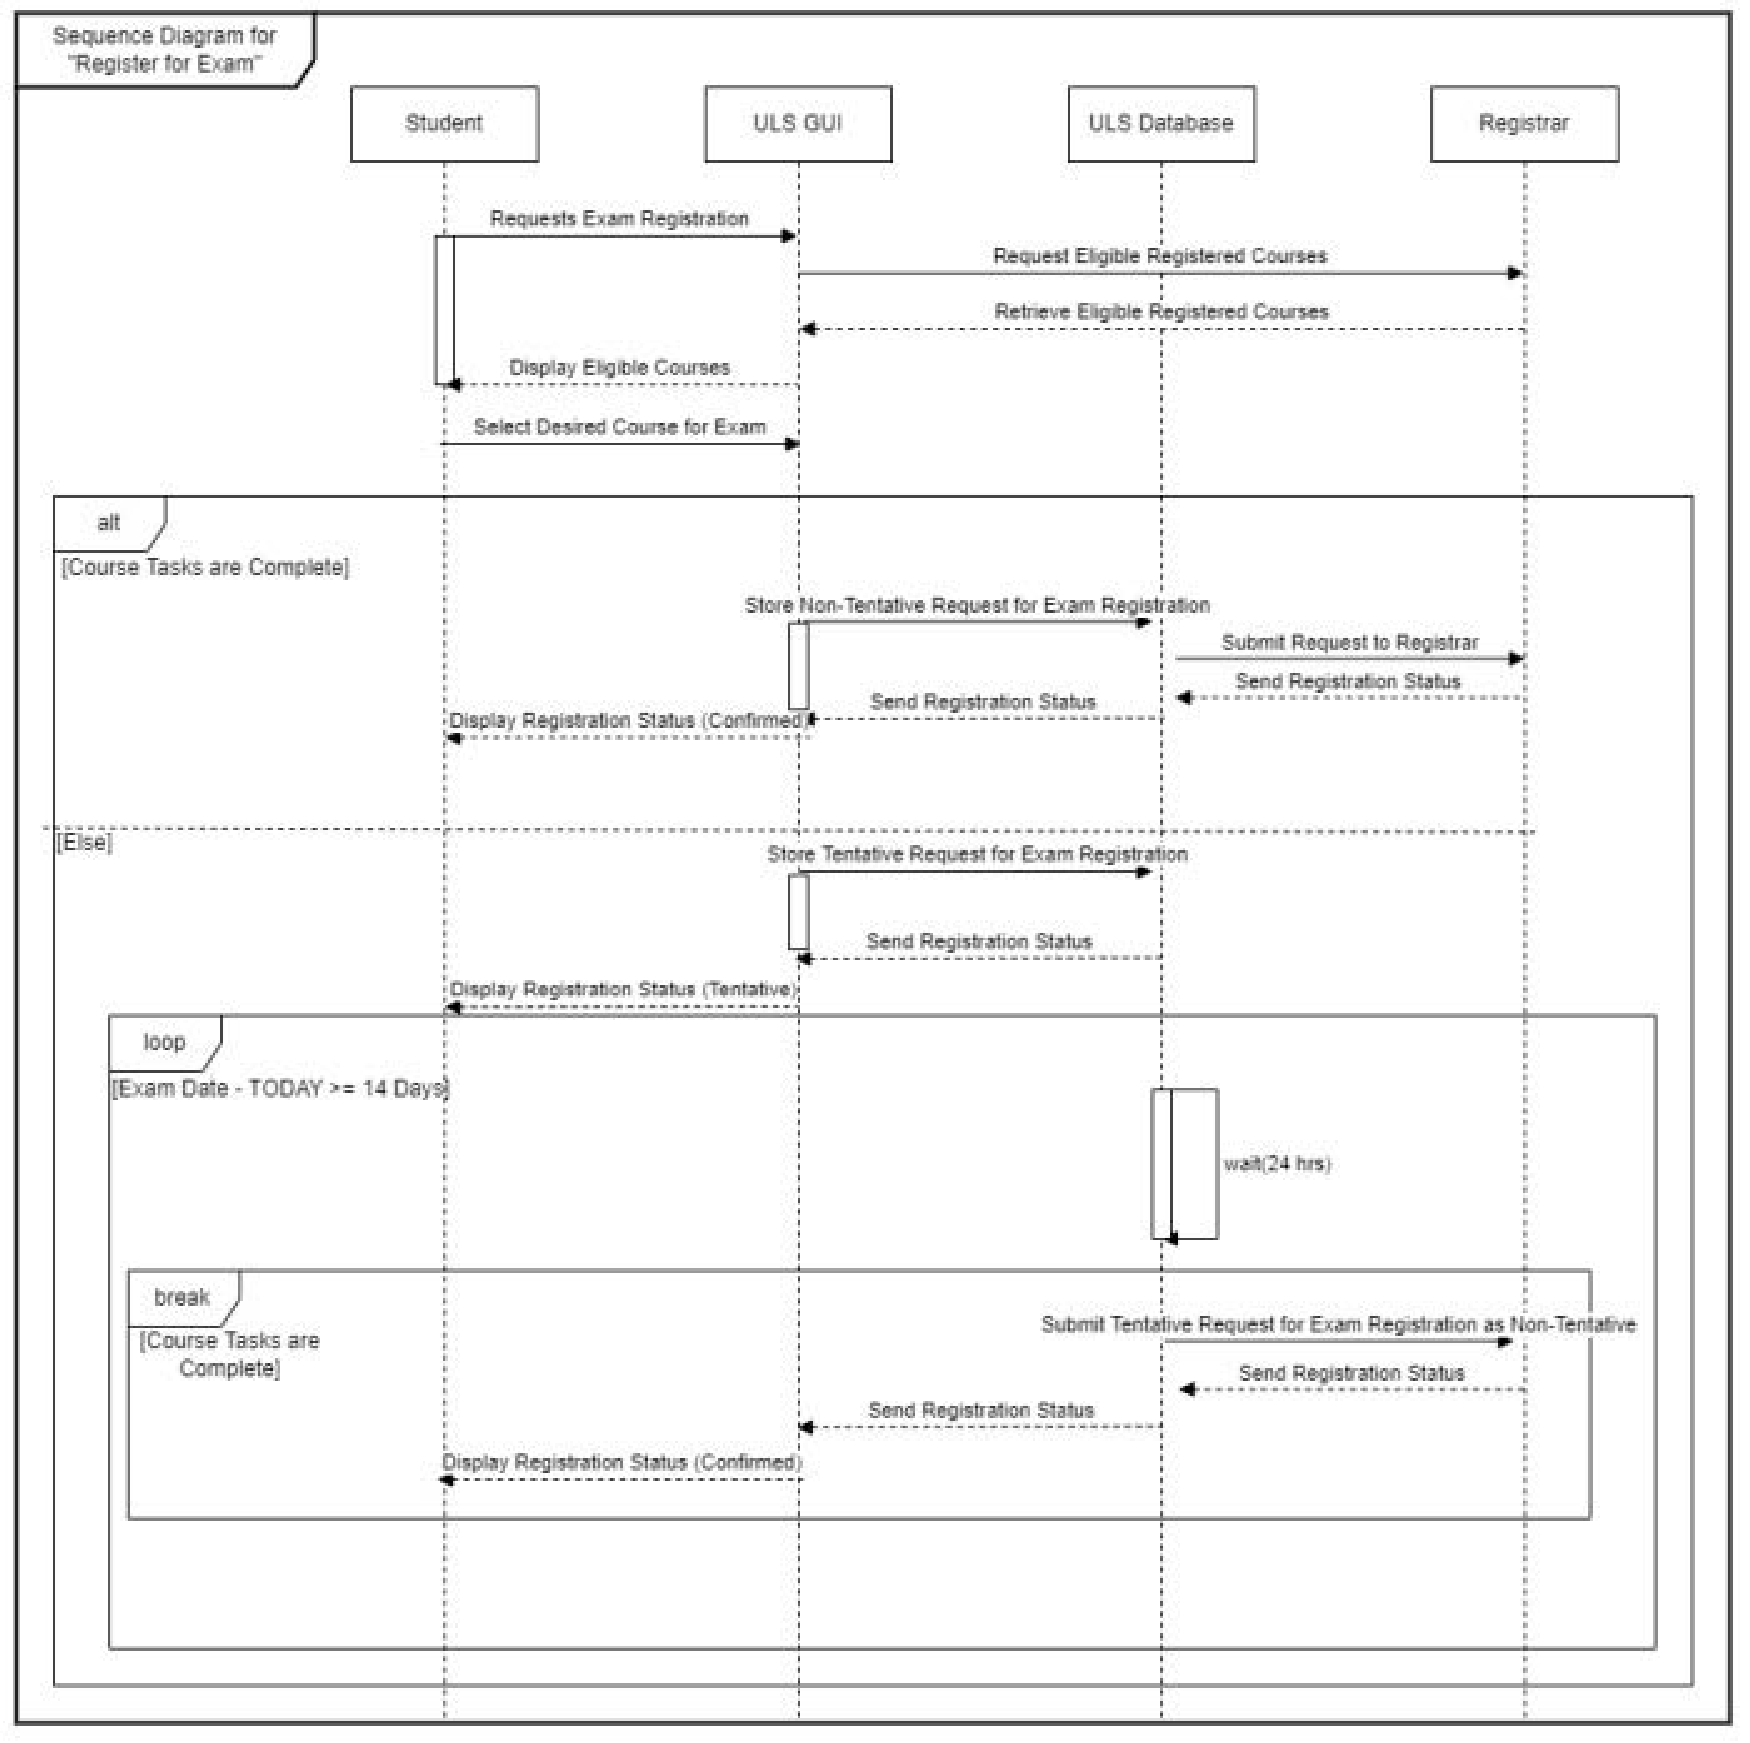 Sequence Diagram for
"Register for Exam"
Student
ULS GUI
ULS Database
Registrar
Requests Exam Registration
Request Eligible Registered Courses
Retrieve Eligible Registered Courses
Display Eligible Courses
Select Desired Course for Exam
alt
[Course Tasks are Complete]
Store Non-Tentative Request for Exam Registration
Submit Request to Registrar
Send Registration Status
Send Registration Status
Display Registration Status (Confirmed)
[Else]
Store Tentative Request for Exam Registration
Send Registration Status
Display Registration Status (Tentative)
loop
[Exam Date - TODAY >= 14 Days]
wait(24 hrs)
break
[Course Tasks are
Complete]
Submit Tentative Request for Exam Registration as Non-Tentative
Send Registration Status
Send Registration Status
Display Registration Status (Confirmed)